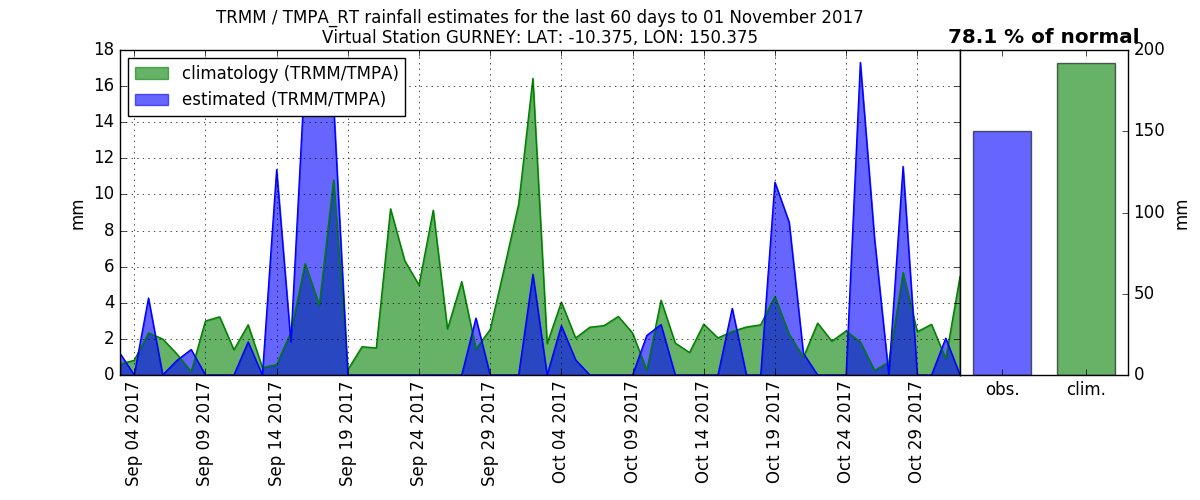 TRMM / TMPA_RT rainfall estimates for the last 60 days to 01 November 2017
Virtual Station GURNEY: LAT: -10.375, LON: 150.375
78.1 % of normal
climatology (TRMM/TMPA)
estimated (TRMM/TMPA)
mm
18
16
14
12
10
8
6
4
2
0
Sep 04 2017
Sep 09 2017
Sep 14 2017
Sep 19 2017
Sep 24 2017
Sep 29 2017
Oct 04 2017
Oct 09 2017
Oct 14 2017
Oct 19 2017
Oct 24 2017
Oct 29 2017
obs.
clim.
200
150
100
50
0
mm